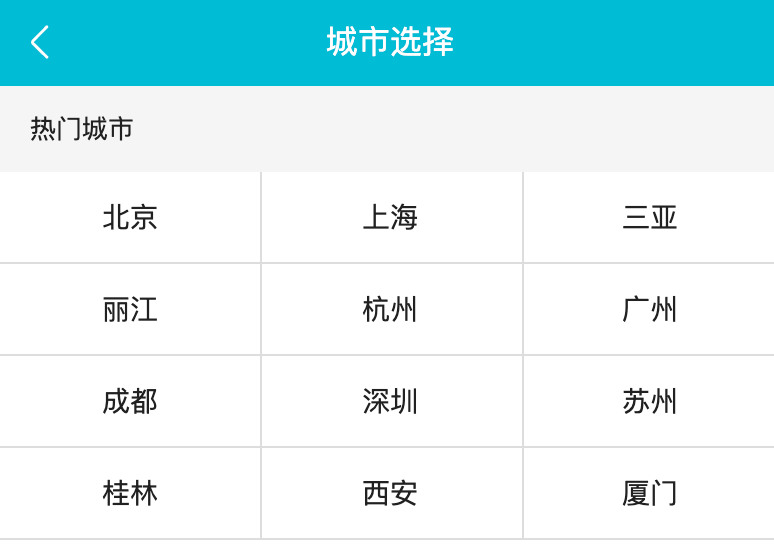 城市选择
热门城市
北京 上海 三亚
丽江 杭州 广州
成都 深圳 苏州
桂林 西安 厦门